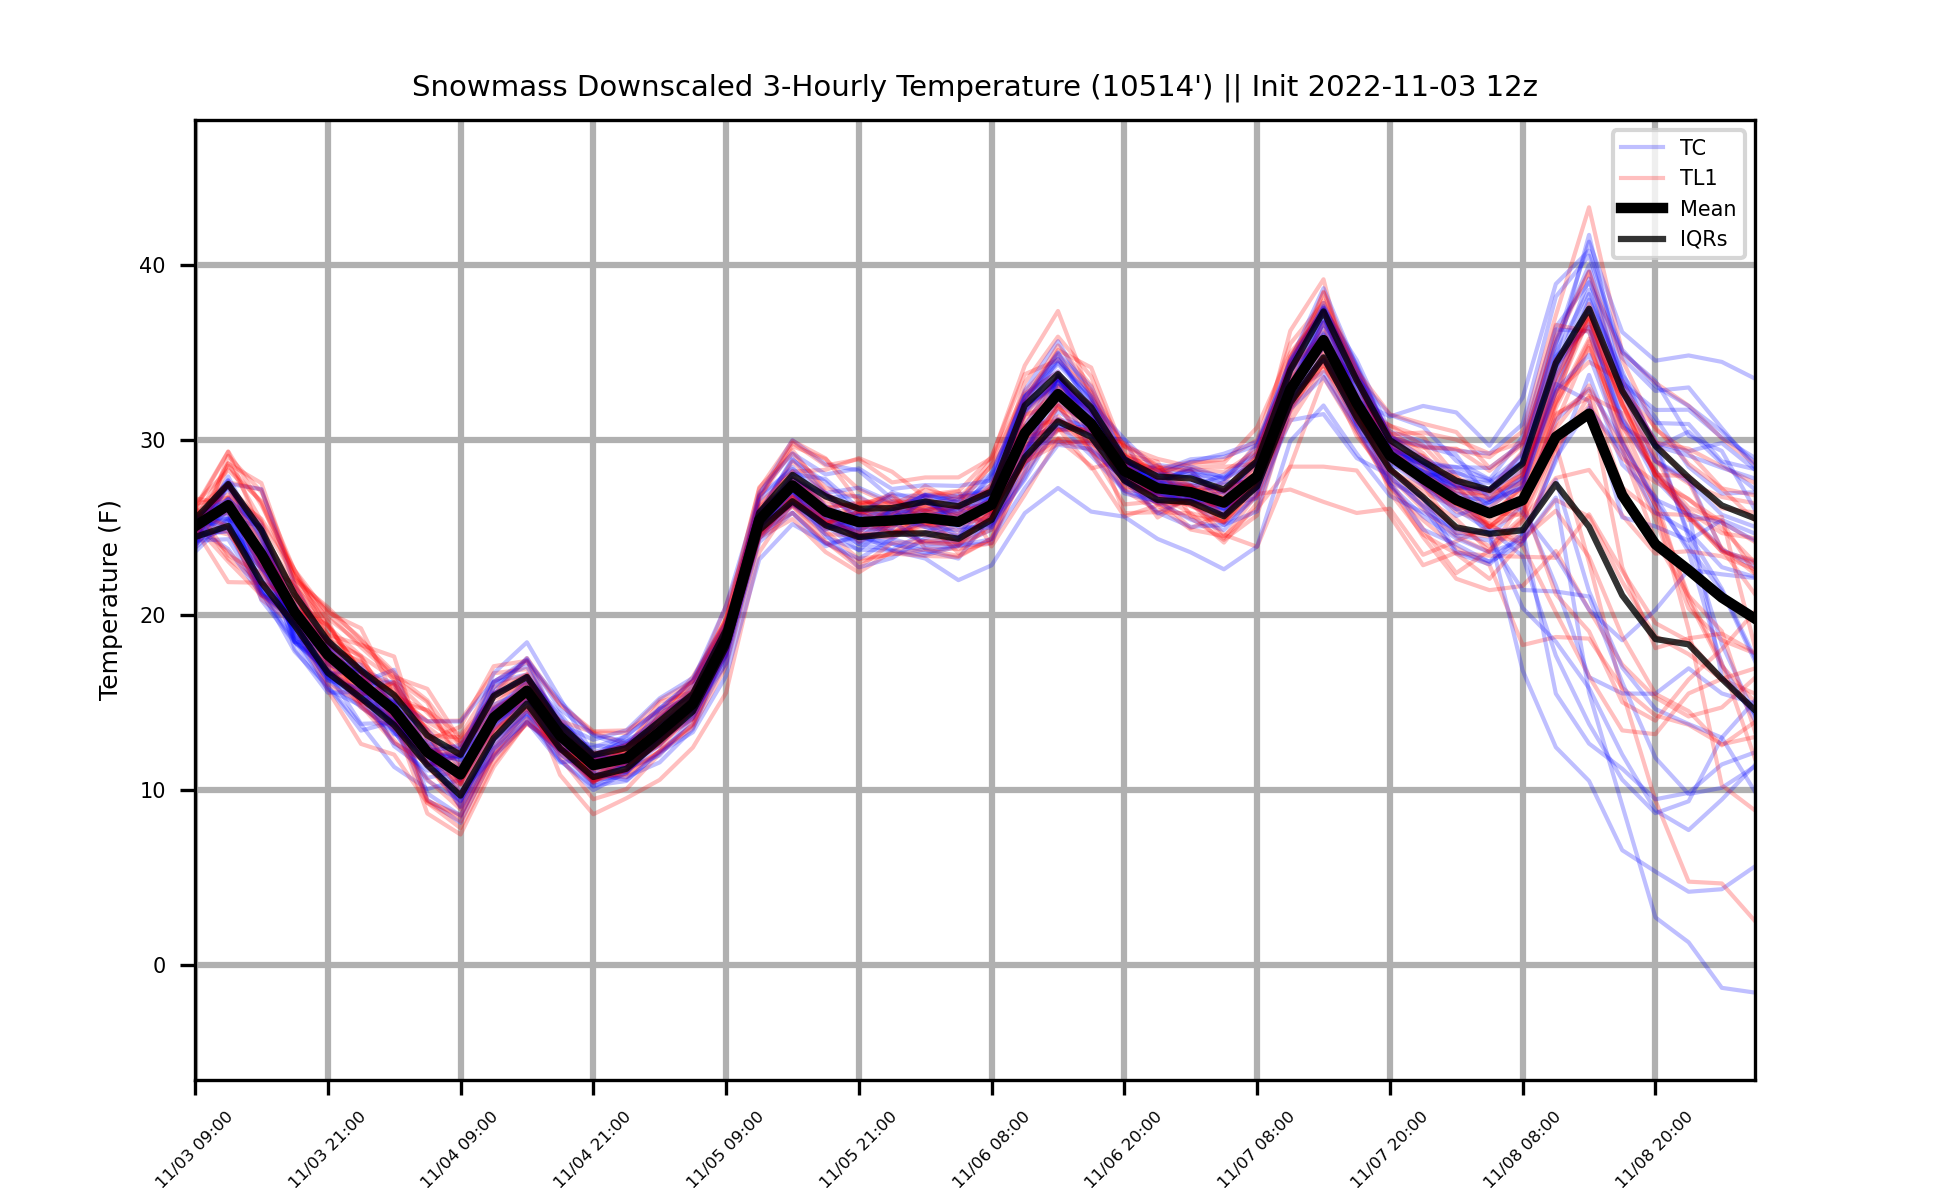 Snowmass Downscaled 3-Hourly Temperature (10514') || Init 2022-11-03 12z
TC
TL1
Mean
IQRs
Temperature (F)
40
30
20
10
0
11/03 09:00
11/03 21:00
11/04 09:00
11/04 21:00
11/05 09:00
11/05 21:00
11/06 08:00
11/06 20:00
11/07 08:00
11/07 20:00
11/08 08:00
11/08 20:00